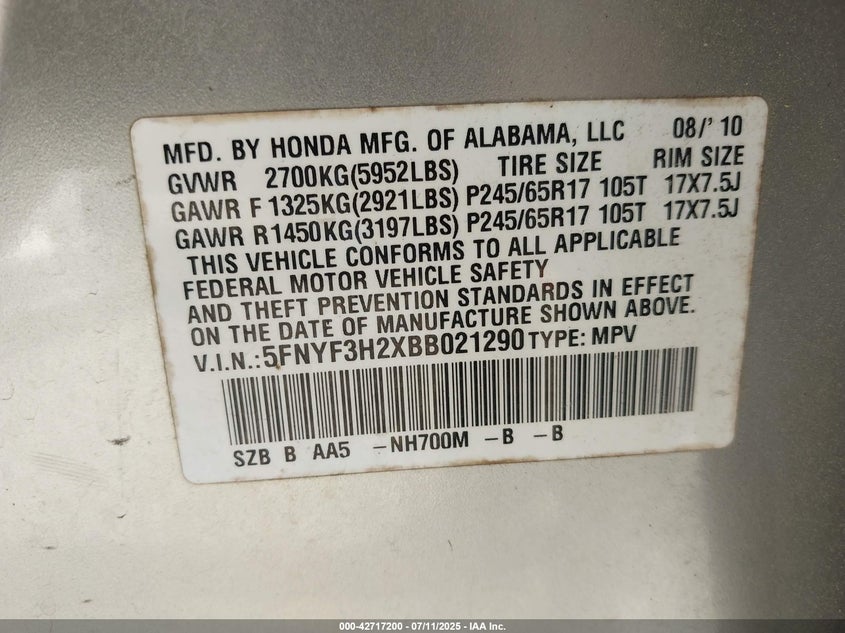 MFD. BY HONDA MFG. OF ALABAMA, LLC 08/' 10
GVWR 2700KG(5952LBS) TIRE SIZE RIM SIZE
GAWR F 1325KG(2921LBS) P245/65R17 105T 17X7.5J
GAWR R1450KG(3197LBS) P245/65R17 105T 17X7.5J
THIS VEHICLE CONFORMS TO ALL APPLICABLE
FEDERAL MOTOR VEHICLE SAFETY
AND THEFT PREVENTION STANDARDS IN EFFECT
ON THE DATE OF MANUFACTURE SHOWN ABOVE.
V.I.N.:5FNYF3H2XBB021290 TYPE: MPV
SZB B AA5 -NH700M -B -B
000-42717200 - 07/11/2025 - IAA Inc.